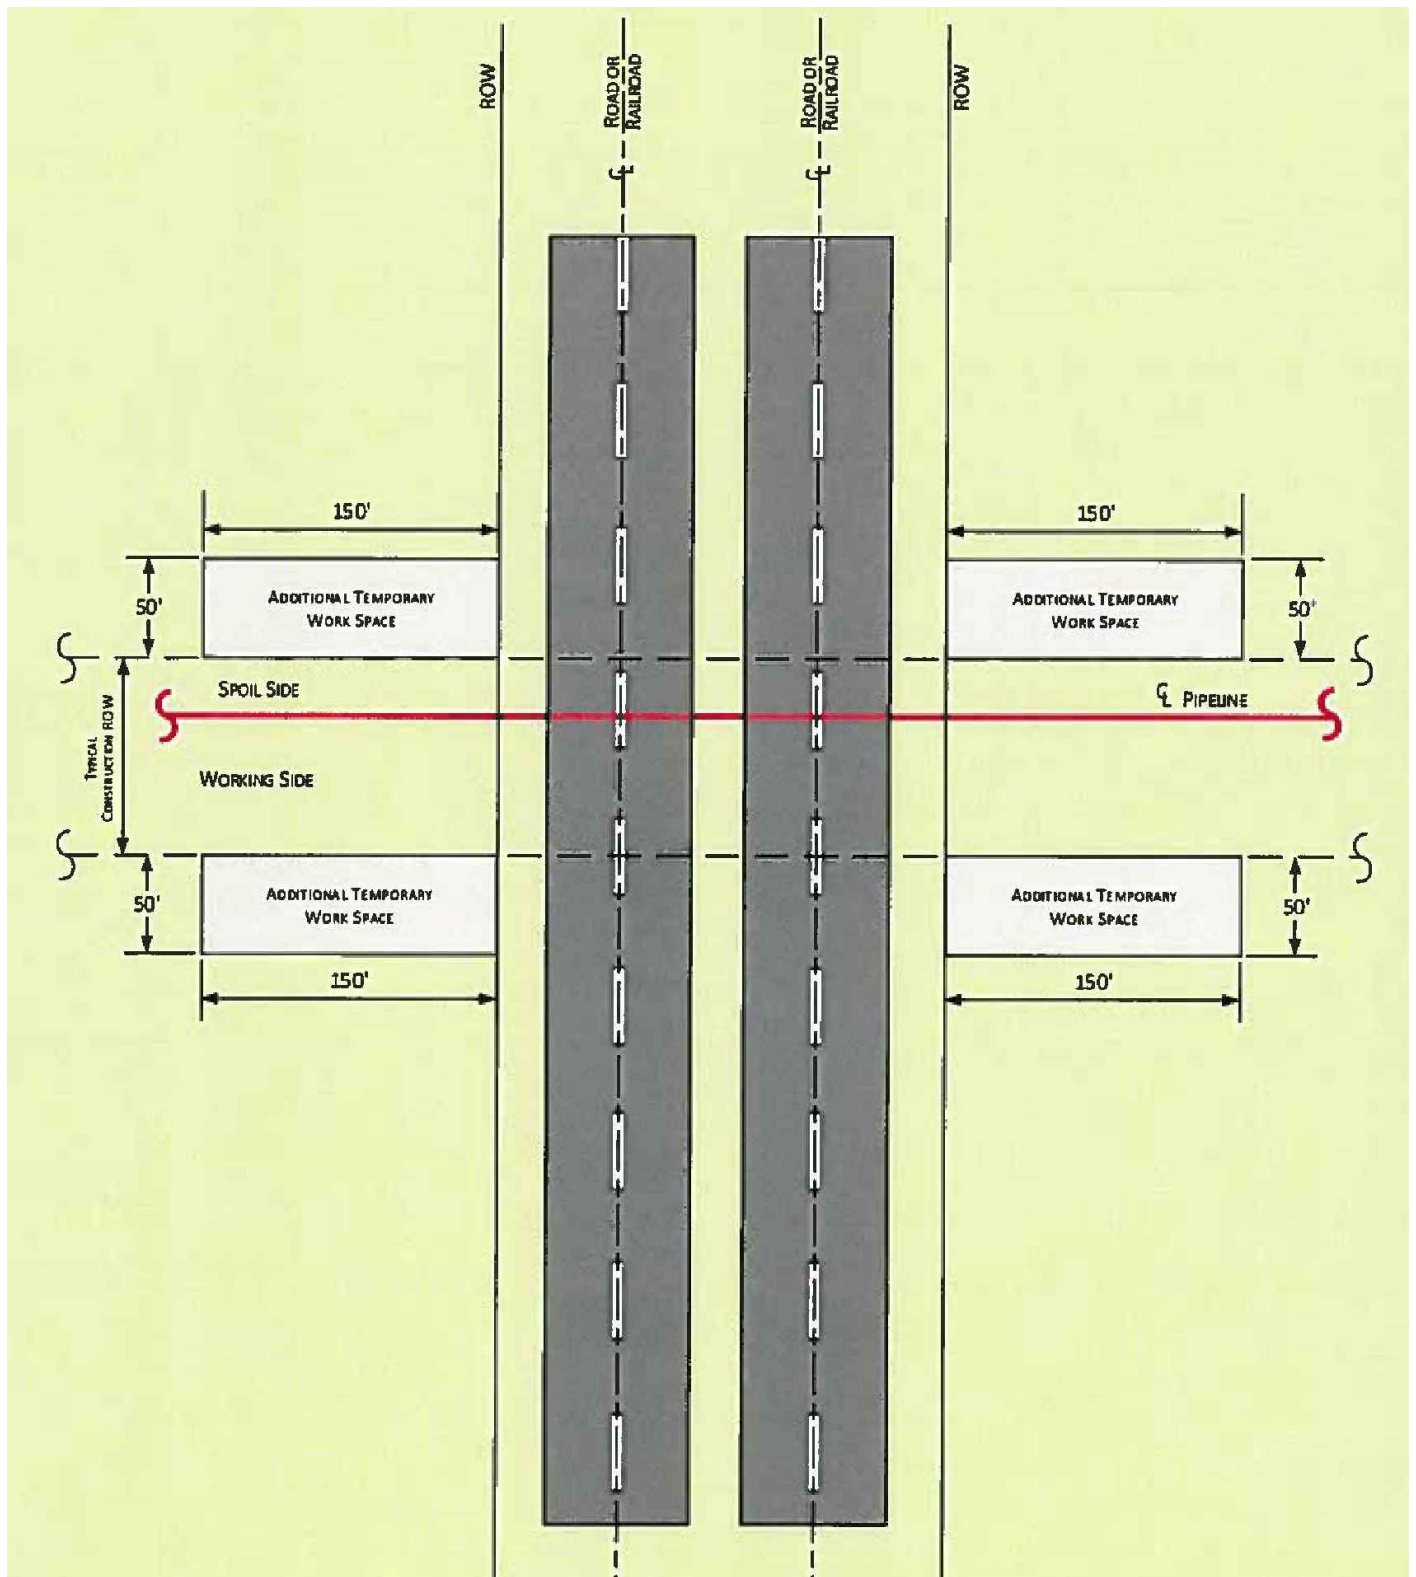 ROW
ROAD OR
RAILROAD
ROAD OR
RAILROAD
ROW
℄
℄
150'
150'
50'
ADDITIONAL TEMPORARY
WORK SPACE
ADDITIONAL TEMPORARY
WORK SPACE
50'
SPOIL SIDE
℄ PIPELINE
TYPICAL
CONSTRUCTION ROW
WORKING SIDE
50'
ADDITIONAL TEMPORARY
WORK SPACE
ADDITIONAL TEMPORARY
WORK SPACE
50'
150'
150'